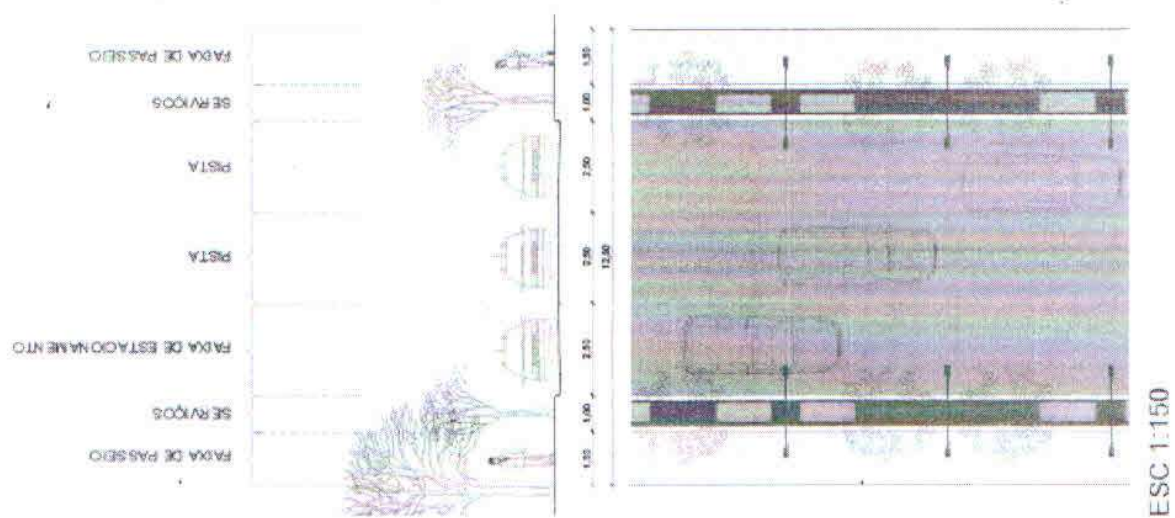 FAIXA DE PASSEIO
SERVIÇOS
PISTA
PISTA
FAIXA DE ESTACIONAMENTO
SERVIÇOS
FAIXA DE PASSEIO
1,50
1,00
2,50
2,50
2,50
1,00
1,50
12,50
ESC 1:150